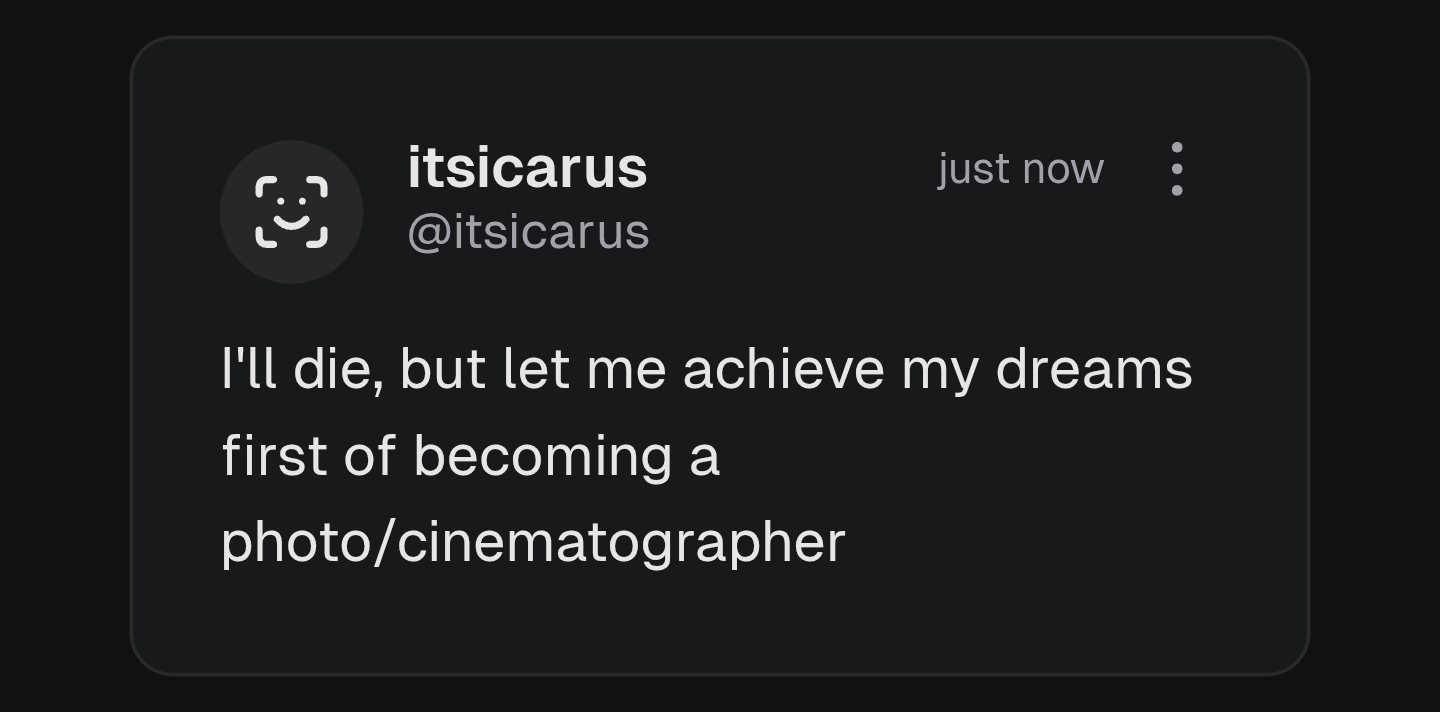 itsicarus
just now
@itsicarus
I'll die, but let me achieve my dreams
first of becoming a
photo/cinematographer